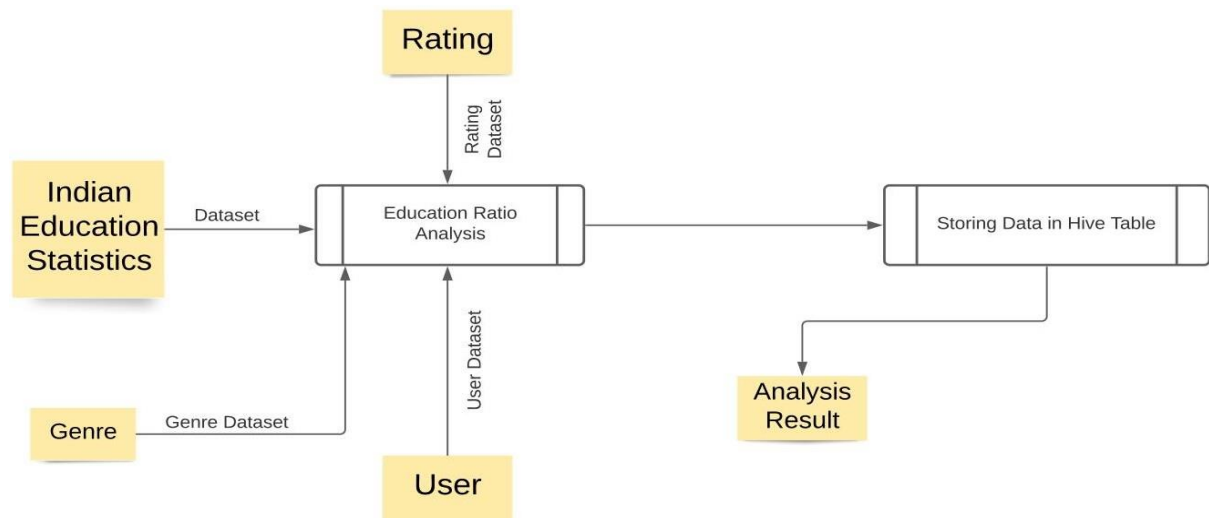 Rating
Rating
Dataset
Indian
Education
Statistics
Dataset
Education Ratio
Analysis
Storing Data in Hive Table
User Dataset
Analysis
Result
Genre
Genre Dataset
User